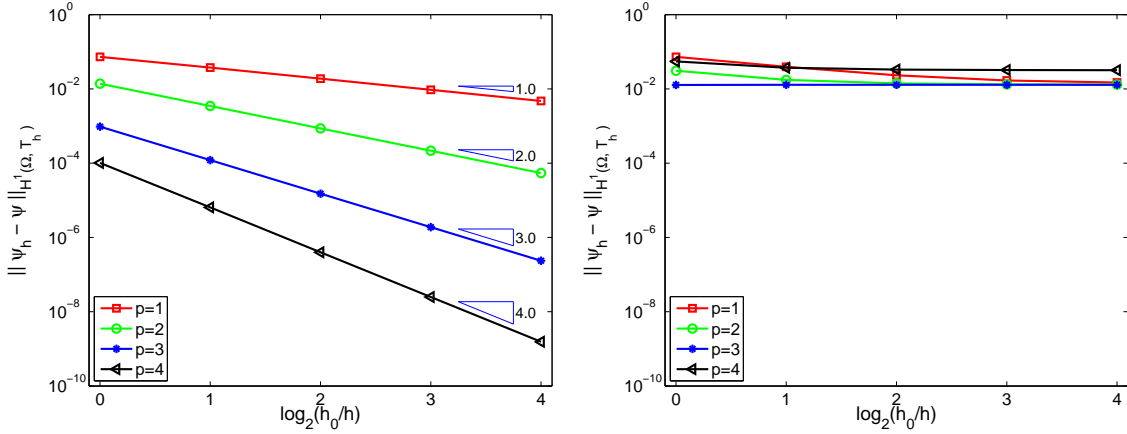 || ψ_h − ψ ||_{H^1(Ω, T_h)}
10^0
10^−2
10^−4
10^−6
10^−8
10^−10
1.0
2.0
3.0
4.0
p=1
p=2
p=3
p=4
0 1 2 3 4
log_2(h_0/h)
|| ψ_h − ψ ||_{H^1(Ω, T_h)}
10^0
10^−2
10^−4
10^−6
10^−8
10^−10
p=1
p=2
p=3
p=4
0 1 2 3 4
log_2(h_0/h)